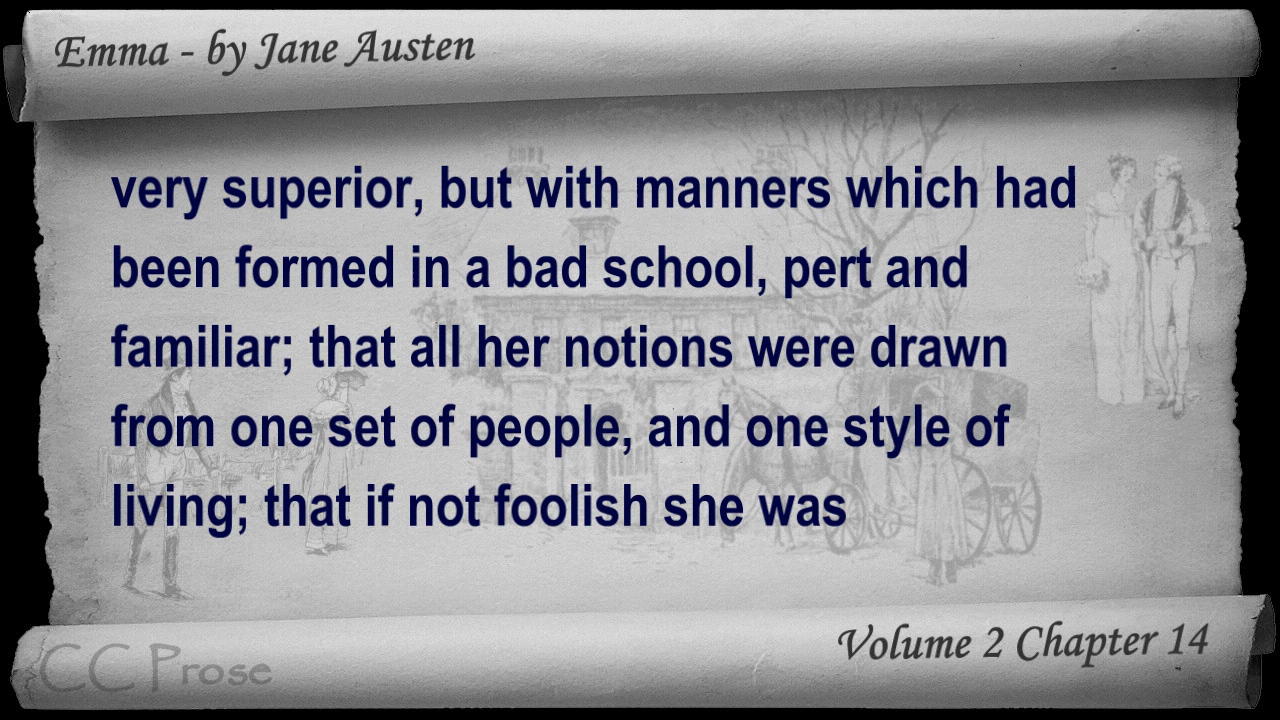 Emma - by Jane Austen
very superior, but with manners which had
been formed in a bad school, pert and
familiar; that all her notions were drawn
from one set of people, and one style of
living; that if not foolish she was
Volume 2 Chapter 14
CC Prose